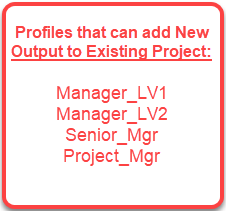 Profiles that can add New
Output to Existing Project:
Manager_LV1
Manager_LV2
Senior_Mgr
Project_Mgr